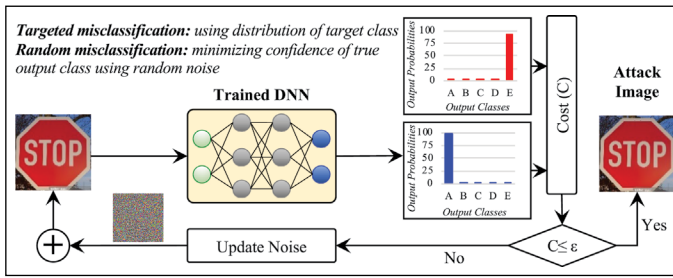 Targeted misclassification: using distribution of target class
Random misclassification: minimizing confidence of true
output class using random noise
Trained DNN
STOP
Output Probabilities
100
75
50
25
0
A B C D E
Output Classes
Output Probabilities
100
75
50
25
0
A B C D E
Output Classes
Cost (C)
Attack
Image
STOP
Yes
C≤ ε
No
Update Noise
+